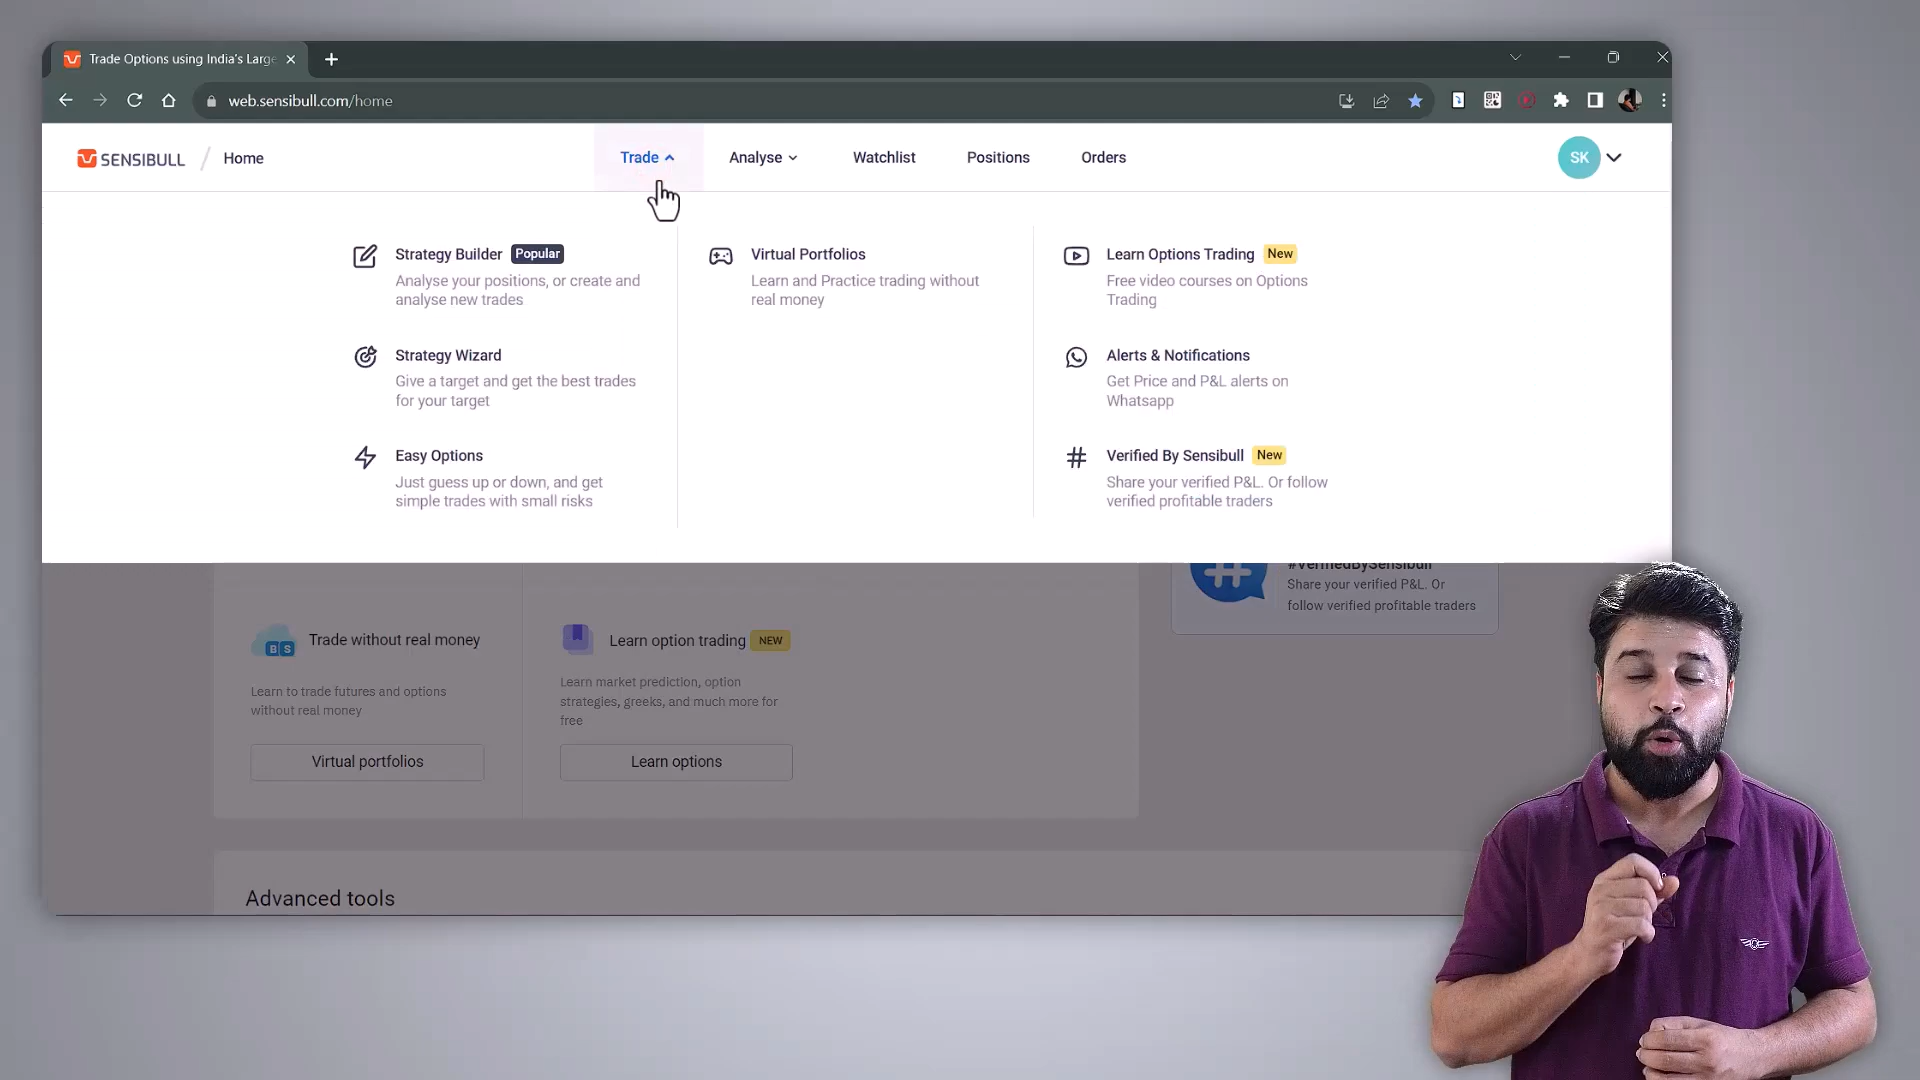 Trade Options using India's Large
web.sensibull.com/home
SENSIBULL / Home
Trade
Analyse
Watchlist
Positions
Orders
SK
Strategy Builder Popular
Analyse your positions, or create and
analyse new trades
Strategy Wizard
Give a target and get the best trades
for your target
Easy Options
Just guess up or down, and get
simple trades with small risks
Virtual Portfolios
Learn and Practice trading without
real money
Learn Options Trading New
Free video courses on Options
Trading
Alerts & Notifications
Get Price and P&L alerts on
Whatsapp
Verified By Sensibull New
Share your verified P&L. Or follow
verified profitable traders
#VerifiedBySensibull
Share your verified P&L. Or
follow verified profitable traders
B S
Trade without real money
Learn to trade futures and options
without real money
Virtual portfolios
Learn option trading NEW
Learn market prediction, option
strategies, greeks, and much more for
free
Learn options
Advanced tools